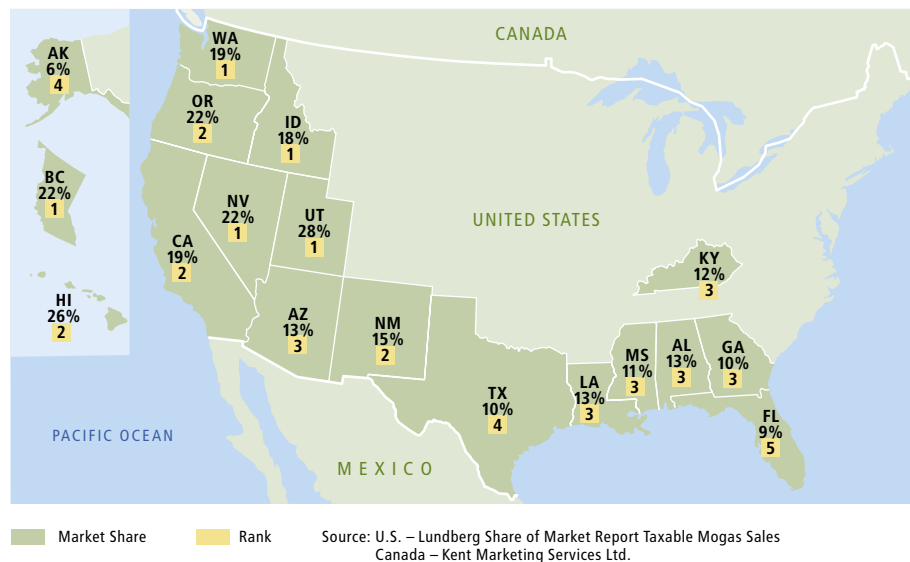 CANADA
WA
19%
1
AK
6%
4
OR
22%
2
ID
18%
1
BC
22%
1
NV
22%
1
UT
28%
1
UNITED STATES
CA
19%
2
KY
12%
3
HI
26%
2
AZ
13%
3
NM
15%
2
TX
10%
4
LA
13%
3
MS
11%
3
AL
13%
3
GA
10%
3
FL
9%
5
PACIFIC OCEAN
MEXICO
Market Share
Rank
Source: U.S. – Lundberg Share of Market Report Taxable Mogas Sales
Canada – Kent Marketing Services Ltd.